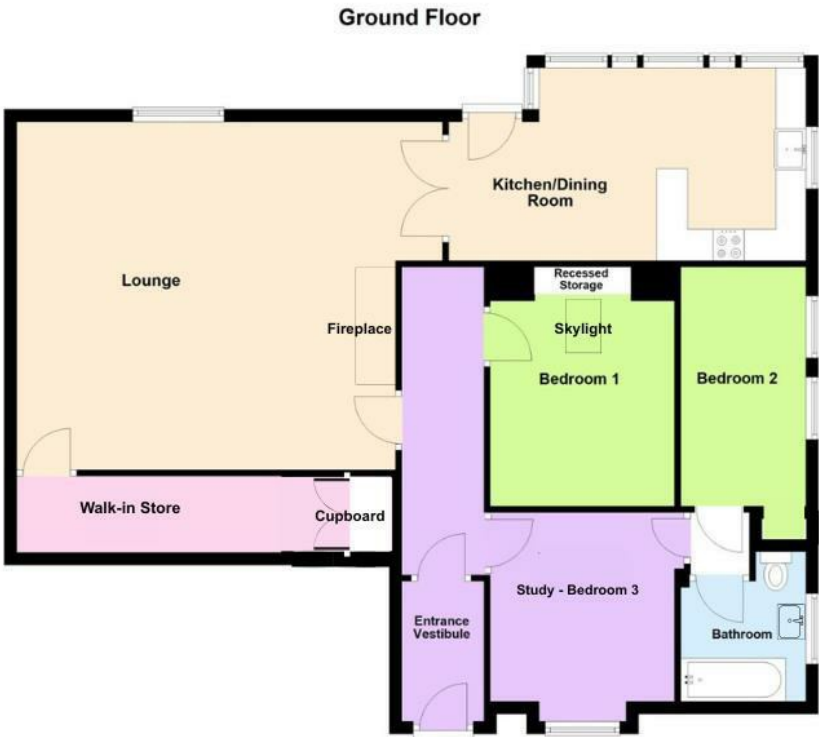 Ground Floor
Kitchen/Dining
Room
Lounge
Recessed
Storage
Fireplace
Skylight
Bedroom 1
Bedroom 2
Walk-in Store
Cupboard
Study - Bedroom 3
Entrance
Vestibule
Bathroom